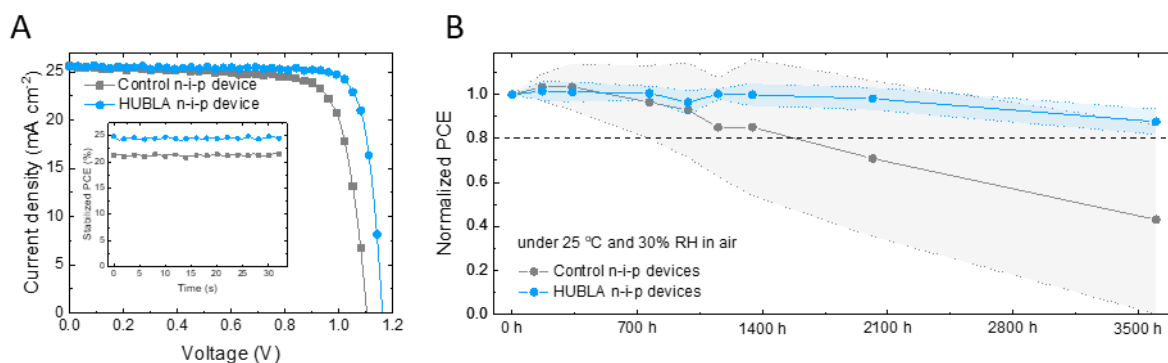 A
Current density (mA cm⁻²)
25
20
15
10
5
0
0.0 0.2 0.4 0.6 0.8 1.0 1.2
Voltage (V)
Control n-i-p device
HUBLA n-i-p device
Stabilized PCE (%)
25
20
15
10
5
0
0 5 10 15 20 25 30
Time (s)
B
Normalized PCE
1.0
0.8
0.6
0.4
0.2
0.0
under 25 °C and 30% RH in air
Control n-i-p devices
HUBLA n-i-p devices
0 h 700 h 1400 h 2100 h 2800 h 3500 h